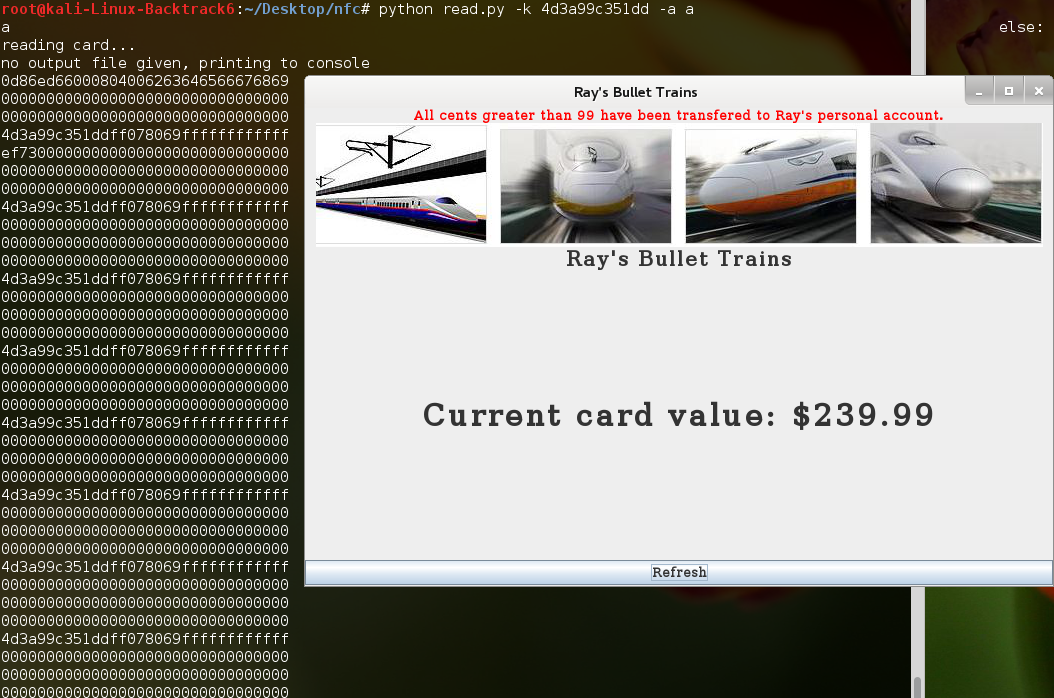 root@kali-Linux-Backtrack6:~/Desktop/nfc# python read.py -k 4d3a99c351dd -a a
a
reading card...
no output file given, printing to console
0d86ed66000804006263646566676869
00000000000000000000000000000000
00000000000000000000000000000000
4d3a99c351ddff078069ffffffffffff
ef730000000000000000000000000000
00000000000000000000000000000000
00000000000000000000000000000000
4d3a99c351ddff078069ffffffffffff
00000000000000000000000000000000
00000000000000000000000000000000
00000000000000000000000000000000
4d3a99c351ddff078069ffffffffffff
00000000000000000000000000000000
00000000000000000000000000000000
00000000000000000000000000000000
4d3a99c351ddff078069ffffffffffff
00000000000000000000000000000000
00000000000000000000000000000000
00000000000000000000000000000000
4d3a99c351ddff078069ffffffffffff
00000000000000000000000000000000
00000000000000000000000000000000
00000000000000000000000000000000
4d3a99c351ddff078069ffffffffffff
00000000000000000000000000000000
00000000000000000000000000000000
00000000000000000000000000000000
4d3a99c351ddff078069ffffffffffff
00000000000000000000000000000000
00000000000000000000000000000000
00000000000000000000000000000000
4d3a99c351ddff078069ffffffffffff
00000000000000000000000000000000
00000000000000000000000000000000
00000000000000000000000000000000
else:
Ray's Bullet Trains
All cents greater than 99 have been transfered to Ray's personal account.
Ray's Bullet Trains
Current card value: $239.99
Refresh